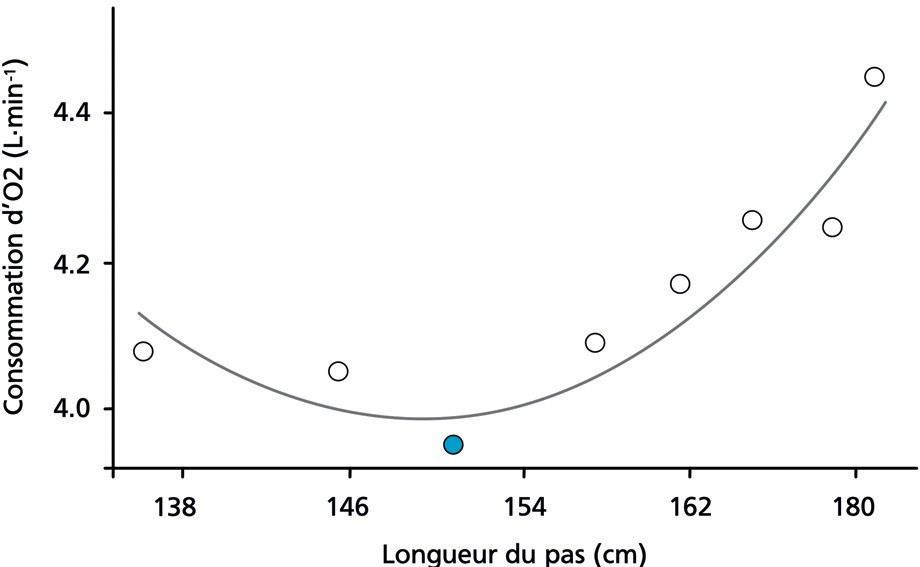 Consommation d'O2 (L·min⁻¹)
4.4
4.2
4.0
138 146 154 162 180
Longueur du pas (cm)